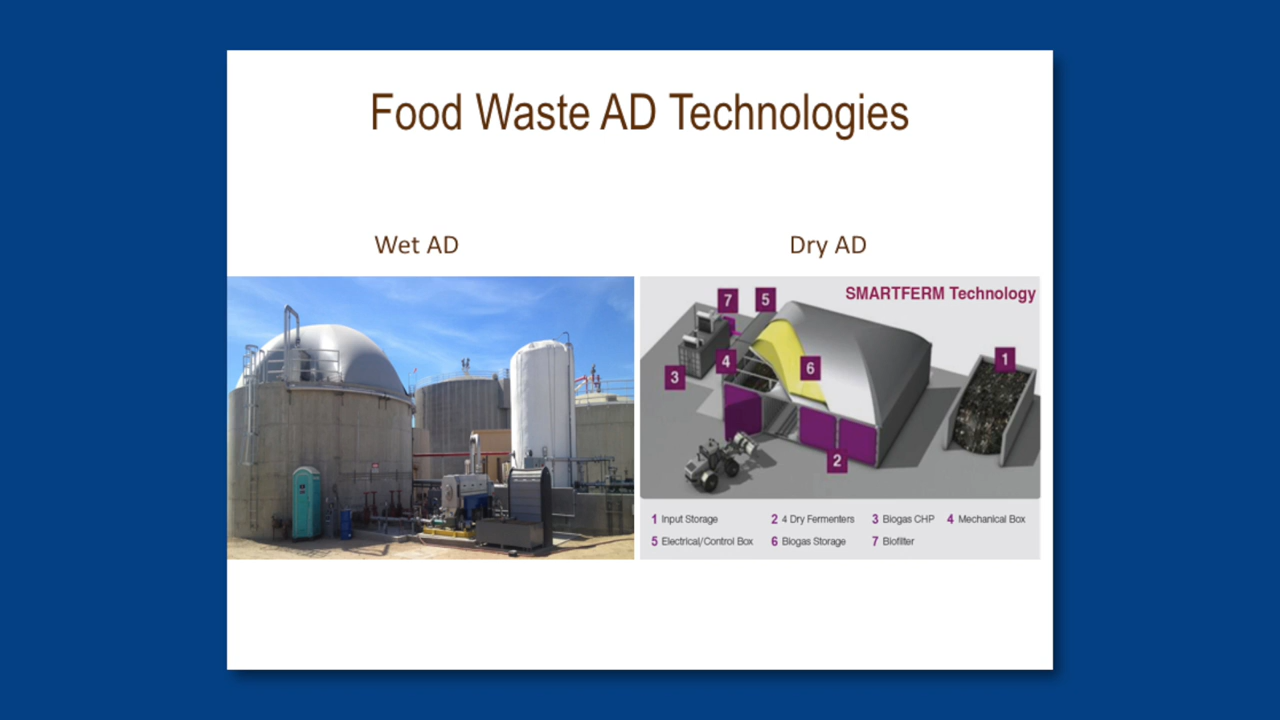 Food Waste AD Technologies
Wet AD
Dry AD
SMARTFERM Technology
7
5
1
4
6
3
2
1 Input Storage
2 4 Dry Fermenters
3 Biogas CHP
4 Mechanical Box
5 Electrical/Control Box
6 Biogas Storage
7 Biofilter